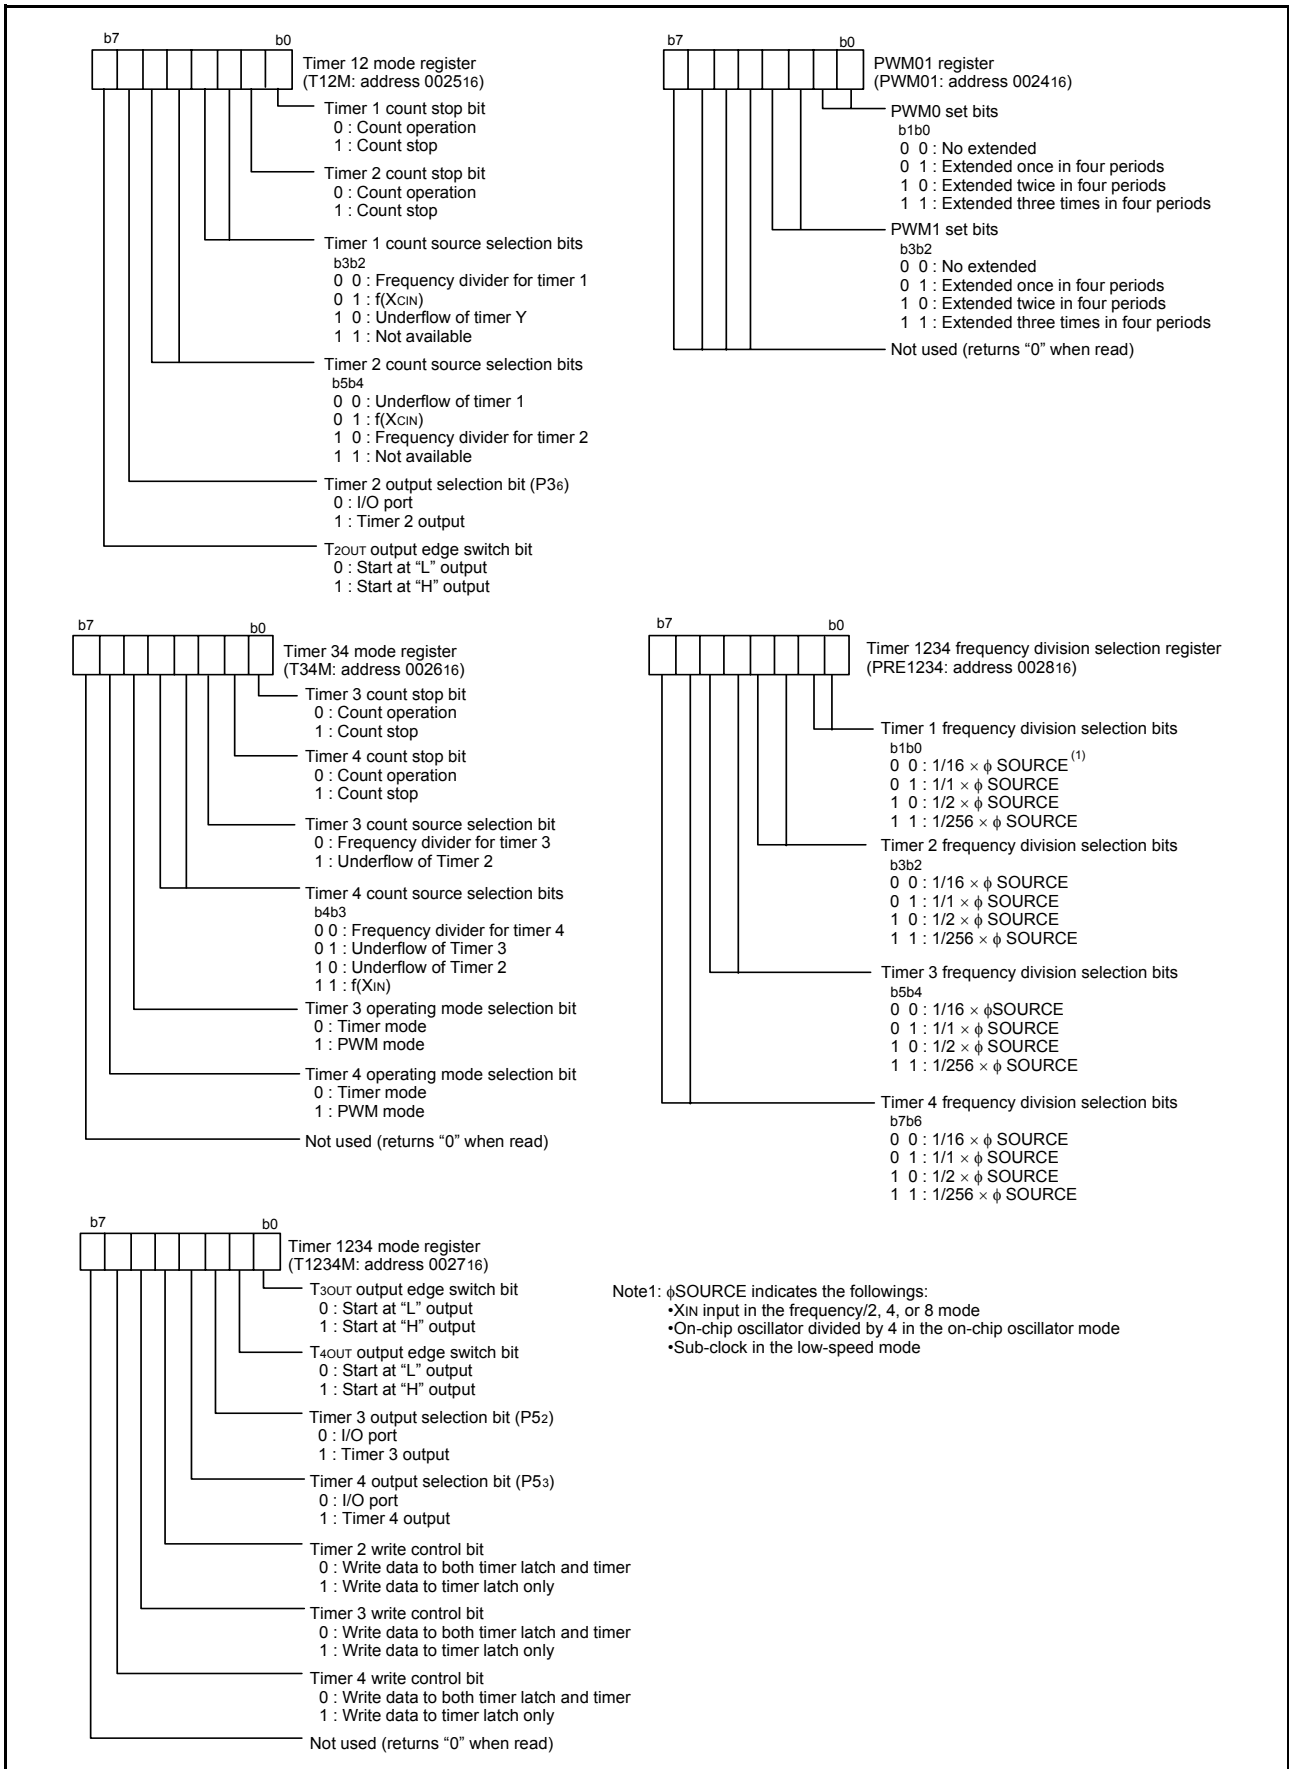 b7 b0
Timer 12 mode register
(T12M: address 002516)
Timer 1 count stop bit
0 : Count operation
1 : Count stop
Timer 2 count stop bit
0 : Count operation
1 : Count stop
Timer 1 count source selection bits
b3b2
0 0 : Frequency divider for timer 1
0 1 : f(XCIN)
1 0 : Underflow of timer Y
1 1 : Not available
Timer 2 count source selection bits
b5b4
0 0 : Underflow of timer 1
0 1 : f(XCIN)
1 0 : Frequency divider for timer 2
1 1 : Not available
Timer 2 output selection bit (P36)
0 : I/O port
1 : Timer 2 output
T2OUT output edge switch bit
0 : Start at “L” output
1 : Start at “H” output
b7 b0
PWM01 register
(PWM01: address 002416)
PWM0 set bits
b1b0
0 0 : No extended
0 1 : Extended once in four periods
1 0 : Extended twice in four periods
1 1 : Extended three times in four periods
PWM1 set bits
b3b2
0 0 : No extended
0 1 : Extended once in four periods
1 0 : Extended twice in four periods
1 1 : Extended three times in four periods
Not used (returns “0” when read)
b7 b0
Timer 34 mode register
(T34M: address 002616)
Timer 3 count stop bit
0 : Count operation
1 : Count stop
Timer 4 count stop bit
0 : Count operation
1 : Count stop
Timer 3 count source selection bit
0 : Frequency divider for timer 3
1 : Underflow of Timer 2
Timer 4 count source selection bits
b4b3
0 0 : Frequency divider for timer 4
0 1 : Underflow of Timer 3
1 0 : Underflow of Timer 2
1 1 : f(XIN)
Timer 3 operating mode selection bit
0 : Timer mode
1 : PWM mode
Timer 4 operating mode selection bit
0 : Timer mode
1 : PWM mode
Not used (returns “0” when read)
b7 b0
Timer 1234 frequency division selection register
(PRE1234: address 002816)
Timer 1 frequency division selection bits
b1b0
0 0 : 1/16 × ϕ SOURCE (1)
0 1 : 1/1 × ϕ SOURCE
1 0 : 1/2 × ϕ SOURCE
1 1 : 1/256 × ϕ SOURCE
Timer 2 frequency division selection bits
b3b2
0 0 : 1/16 × ϕ SOURCE
0 1 : 1/1 × ϕ SOURCE
1 0 : 1/2 × ϕ SOURCE
1 1 : 1/256 × ϕ SOURCE
Timer 3 frequency division selection bits
b5b4
0 0 : 1/16 × ϕSOURCE
0 1 : 1/1 × ϕ SOURCE
1 0 : 1/2 × ϕ SOURCE
1 1 : 1/256 × ϕ SOURCE
Timer 4 frequency division selection bits
b7b6
0 0 : 1/16 × ϕ SOURCE
0 1 : 1/1 × ϕ SOURCE
1 0 : 1/2 × ϕ SOURCE
1 1 : 1/256 × ϕ SOURCE
b7 b0
Timer 1234 mode register
(T1234M: address 002716)
T3OUT output edge switch bit
0 : Start at “L” output
1 : Start at “H” output
T4OUT output edge switch bit
0 : Start at “L” output
1 : Start at “H” output
Timer 3 output selection bit (P52)
0 : I/O port
1 : Timer 3 output
Timer 4 output selection bit (P53)
0 : I/O port
1 : Timer 4 output
Timer 2 write control bit
0 : Write data to both timer latch and timer
1 : Write data to timer latch only
Timer 3 write control bit
0 : Write data to both timer latch and timer
1 : Write data to timer latch only
Timer 4 write control bit
0 : Write data to both timer latch and timer
1 : Write data to timer latch only
Not used (returns “0” when read)
Note1: ϕSOURCE indicates the followings:
•XIN input in the frequency/2, 4, or 8 mode
•On-chip oscillator divided by 4 in the on-chip oscillator mode
•Sub-clock in the low-speed mode